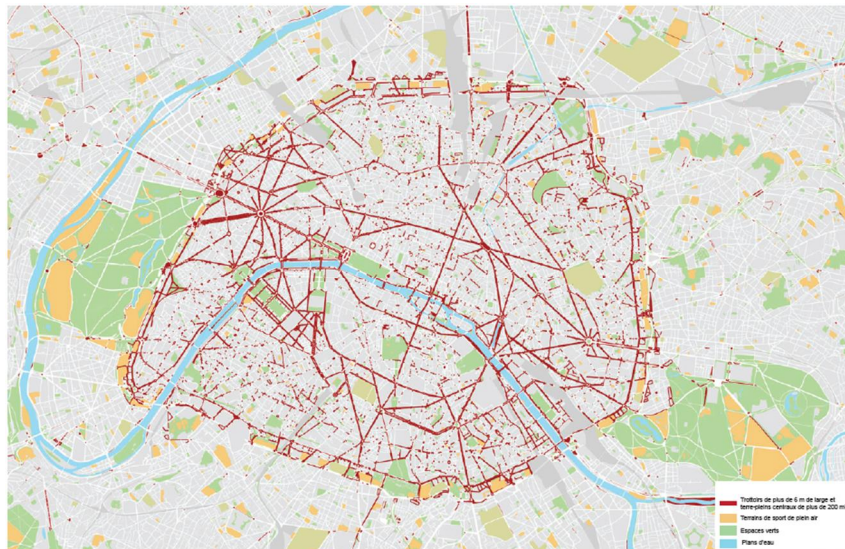 Trottoirs de plus de 6 m de large et
terre-pleins centraux de plus de 200 m
Terrains de sport de plein air
Espaces verts
Plans d'eau